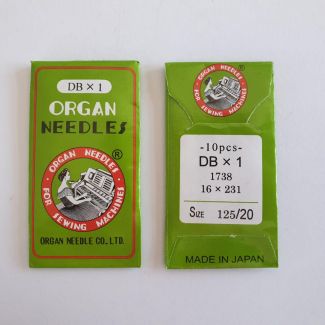 DB × 1
ORGAN
NEEDLES
ORGAN NEEDLES
®
FOR SEWING MACHINES
ORGAN NEEDLE CO., LTD.
ORGAN NEEDLES
®
FOR SEWING MACHINES
-10pcs-
DB × 1
1738
16 × 231
SIZE 125/20
MADE IN JAPAN